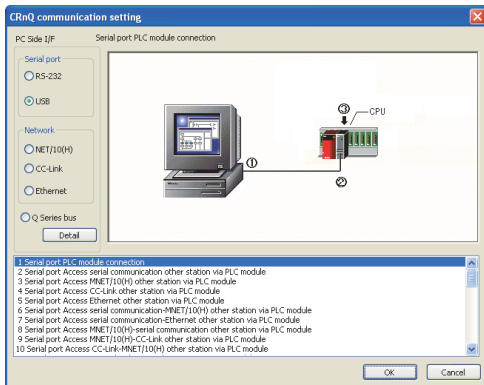 CRnQ communication setting
PC Side I/F
Serial port PLC module connection
Serial port
RS-232
USB
Network
NET/10(H)
CC-Link
Ethernet
Q Series bus
Detail
③
CPU
①
②
1 Serial port PLC module connection
2 Serial port Access serial communication other station via PLC module
3 Serial port Access MNET/10(H) other station via PLC module
4 Serial port Access CC-Link other station via PLC module
5 Serial port Access Ethernet other station via PLC module
6 Serial port Access serial communication-MNET/10(H) other station via PLC module
7 Serial port Access serial communication-Ethernet other station via PLC module
8 Serial port Access MNET/10(H)-serial communication other station via PLC module
9 Serial port Access MNET/10(H)-CC-Link other station via PLC module
10 Serial port Access CC-Link-MNET/10(H) other station via PLC module
OK
Cancel